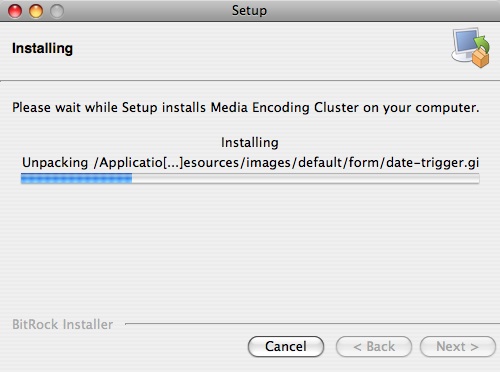 Setup
Installing
Please wait while Setup installs Media Encoding Cluster on your computer.
Installing
Unpacking /Applicatio[...]esources/images/default/form/date-trigger.gi
BitRock Installer
Cancel
< Back
Next >